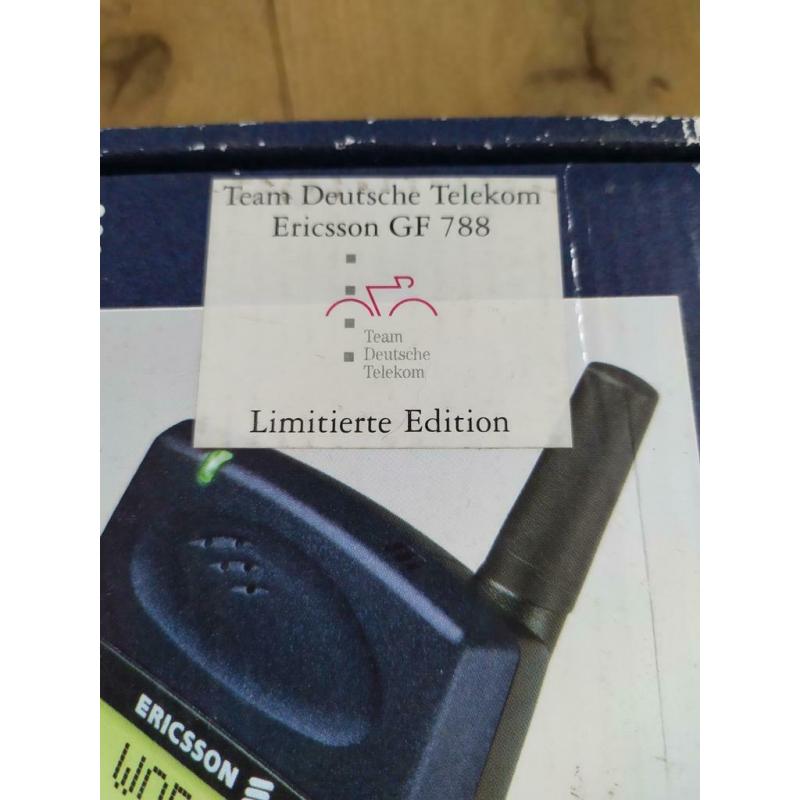 Team Deutsche Telekom
Ericsson GF 788
Team
Deutsche
Telekom
Limitierte Edition
ERICSSON